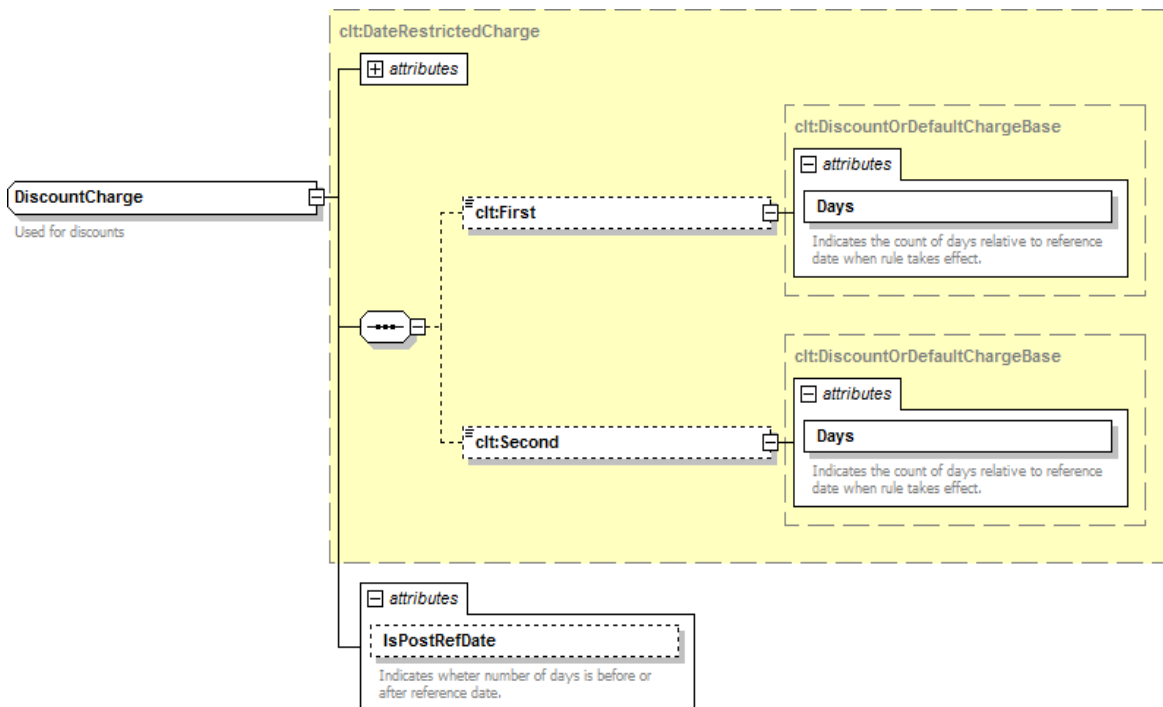 clt:DateRestrictedCharge
attributes
clt:DiscountOrDefaultChargeBase
attributes
DiscountCharge
Used for discounts
clt:First
Days
Indicates the count of days relative to reference
date when rule takes effect.
clt:DiscountOrDefaultChargeBase
attributes
clt:Second
Days
Indicates the count of days relative to reference
date when rule takes effect.
attributes
IsPostRefDate
Indicates wheter number of days is before or
after reference date.